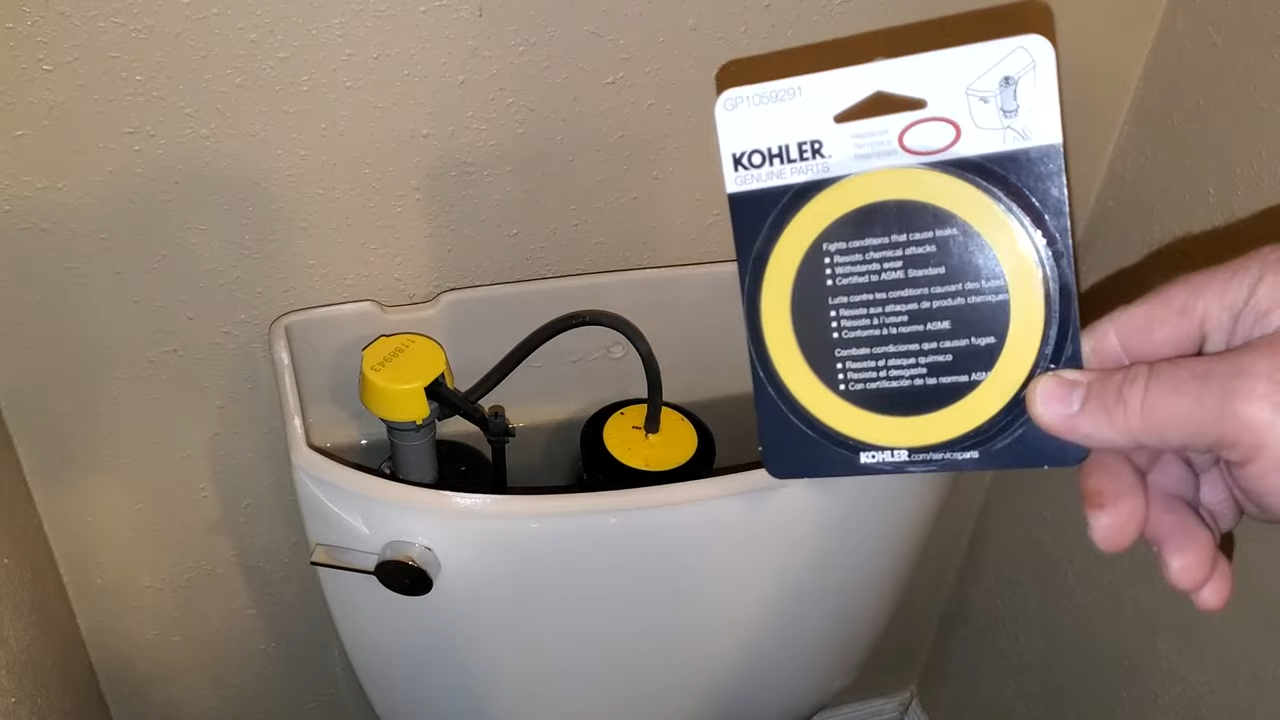 GP1059291
Replaces
KOHLER.
GENUINE PARTS
Fights conditions that cause leaks.
■ Resists chemical attacks
■ Withstands wear
■ Certified to ASME Standard
Lutte contre les conditions causant des fuites.
■ Résiste aux attaques de produits chimiques
■ Résiste à l'usure
■ Conforme à la norme ASME
Combate condiciones que causan fugas.
■ Resiste el ataque químico
■ Resiste el desgaste
■ Con certificación de las normas ASM
KOHLER.com/serviceparts
1188943